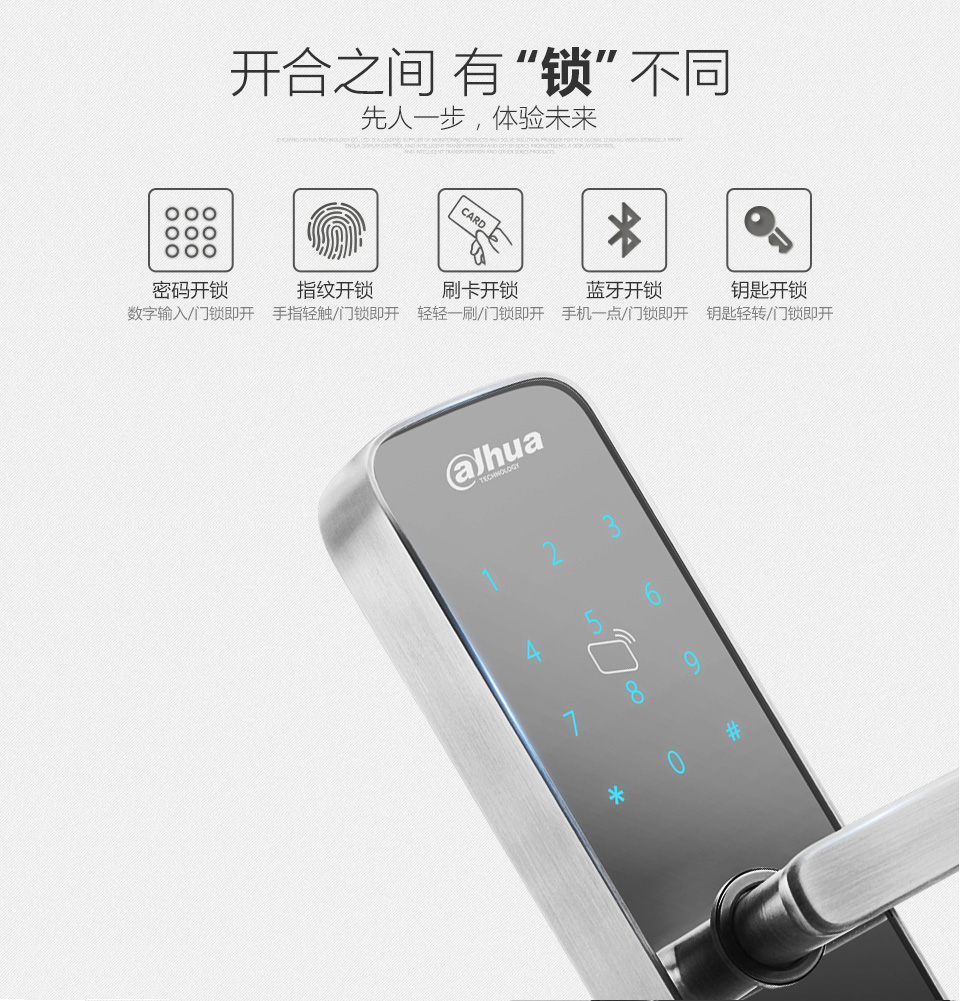 开合之间 有“锁”不同
先人一步，体验未来
CARD
密码开锁 指纹开锁 刷卡开锁 蓝牙开锁 钥匙开锁
数字输入/门锁即开 手指轻触/门锁即开 轻轻一刷/门锁即开 手机一点/门锁即开 钥匙轻转/门锁即开
alhua
TECHNOLOGY
1 2 3
4 5 6
7 8 9
* 0 #